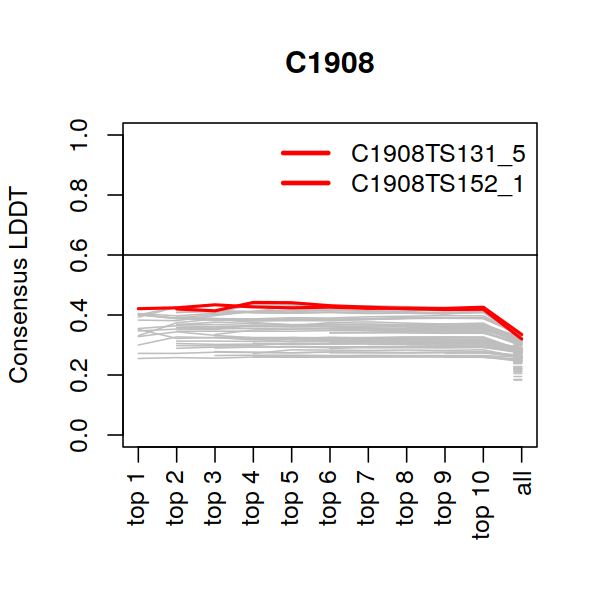 C1908
C1908TS131_5
C1908TS152_1
Consensus LDDT
1.0
0.8
0.6
0.4
0.2
0.0
top 1
top 2
top 3
top 4
top 5
top 6
top 7
top 8
top 9
top 10
all